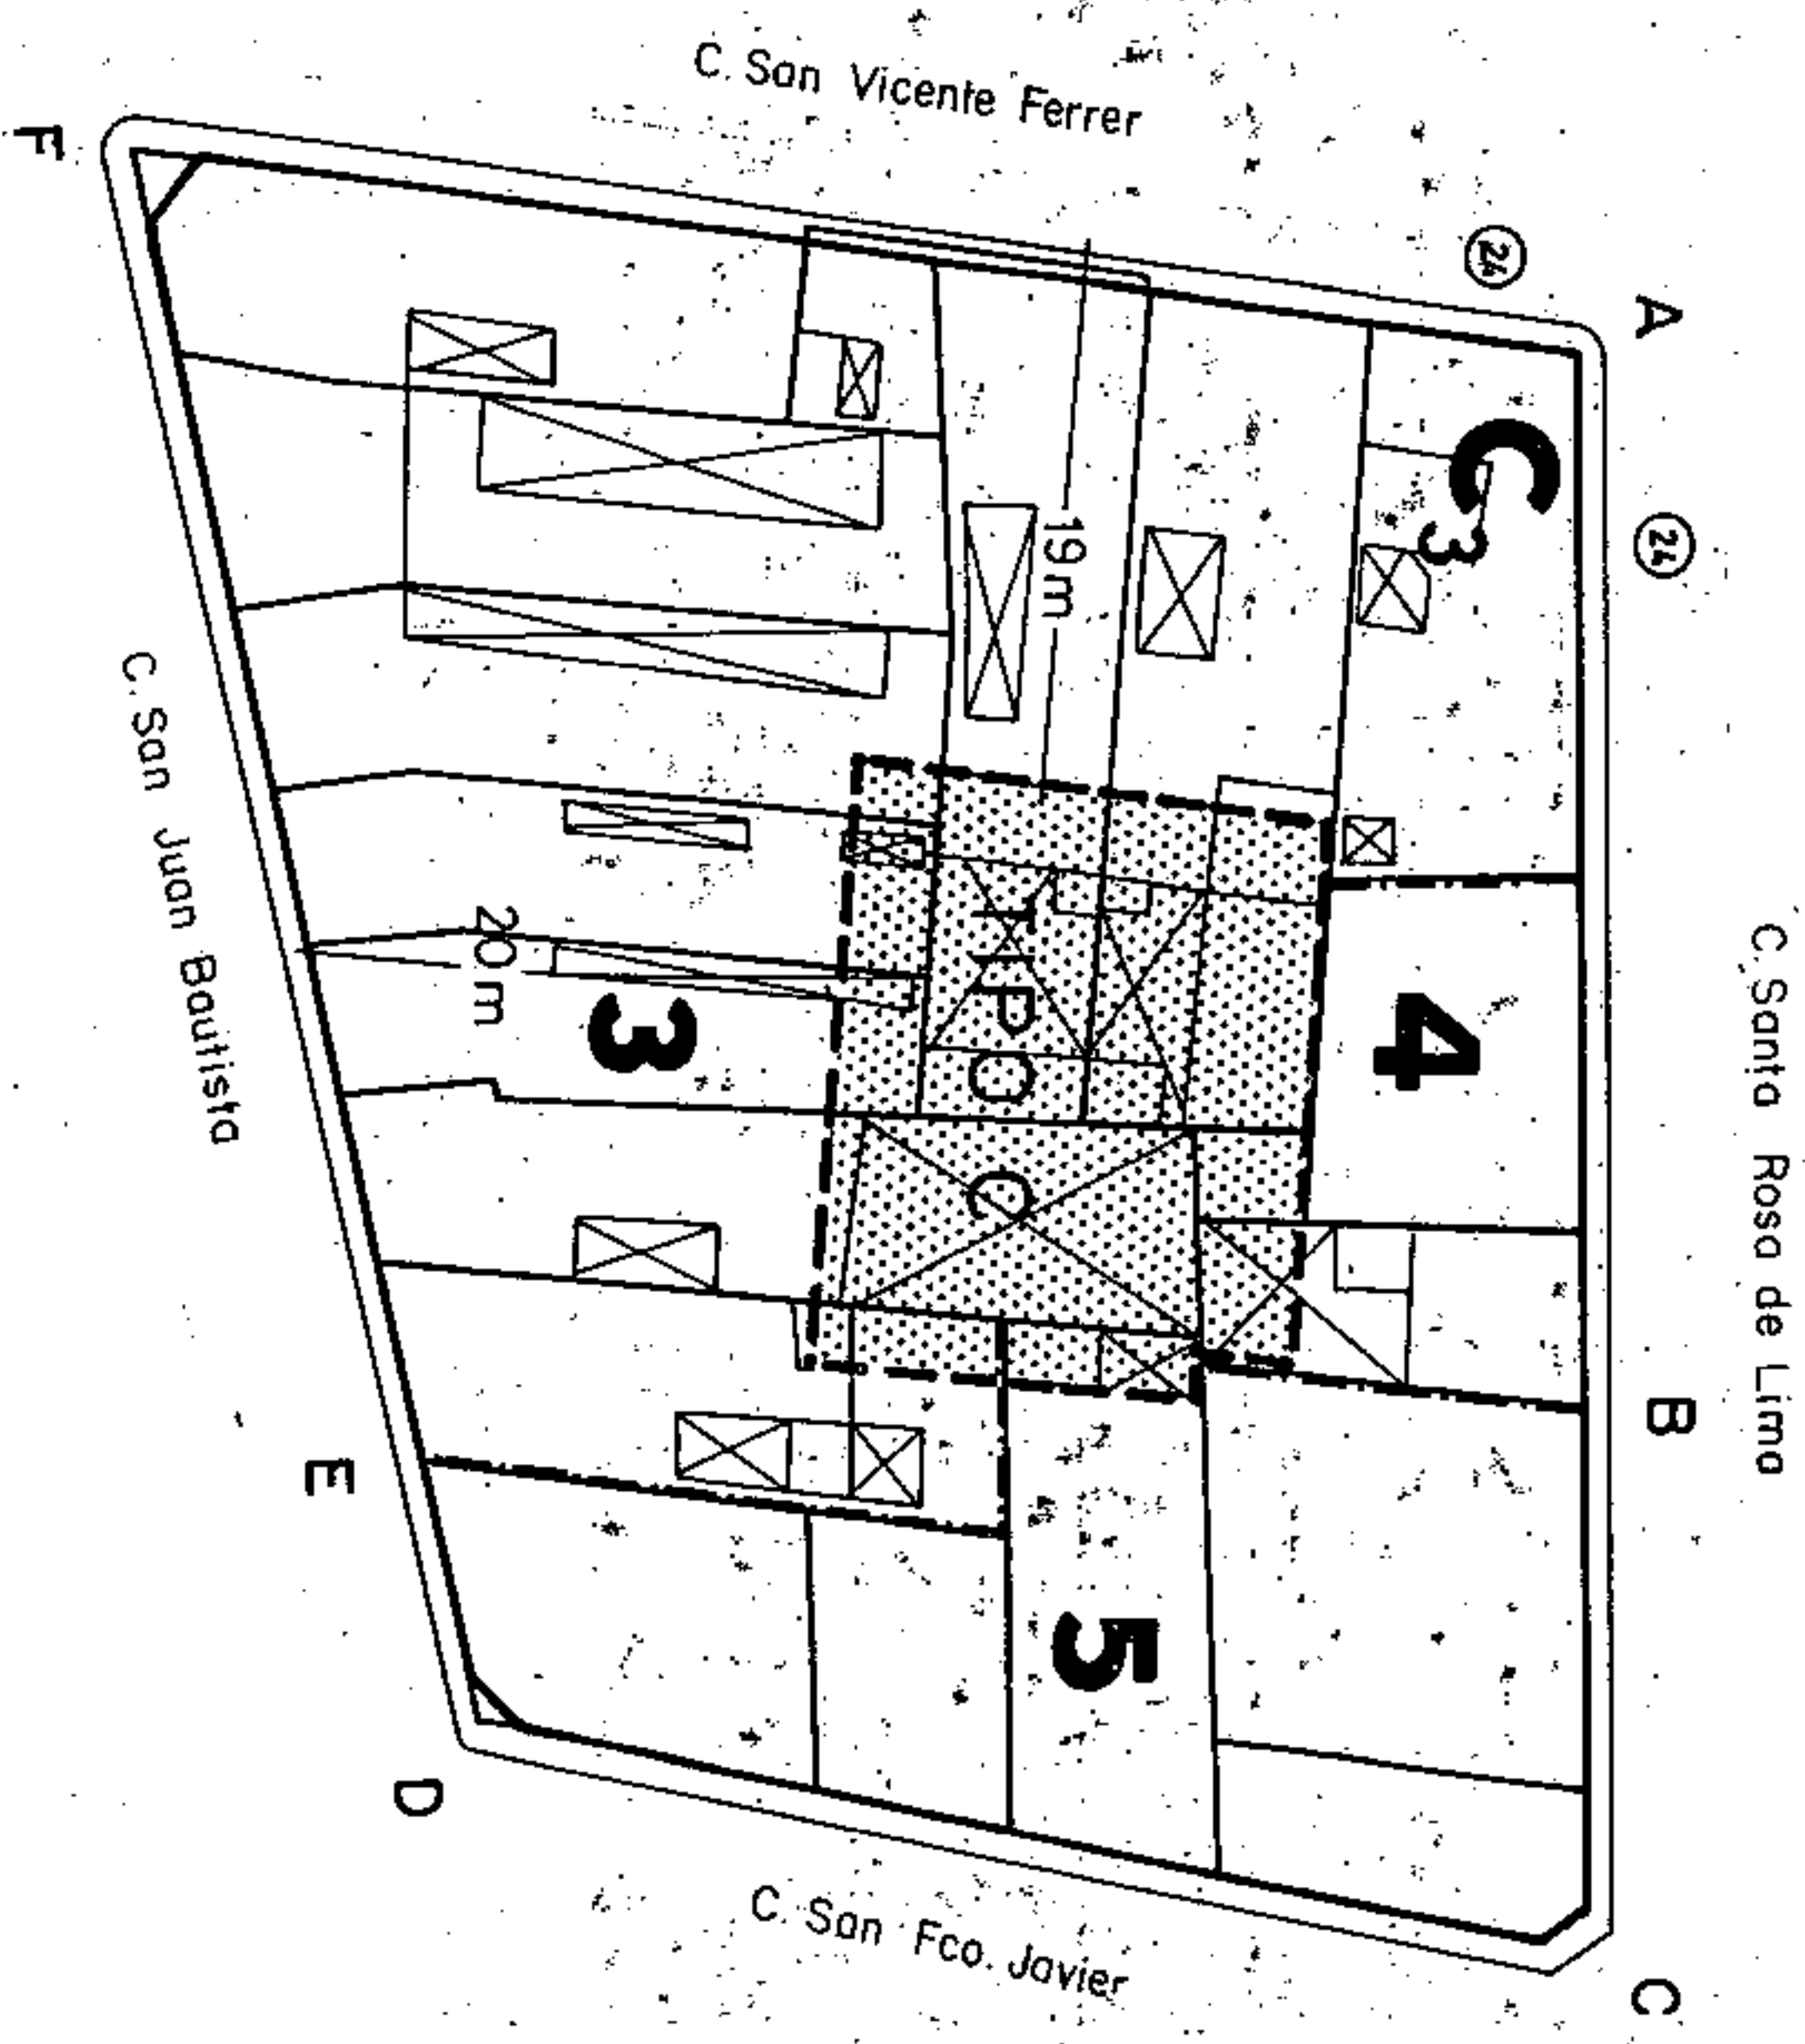 C. San Vicente Ferrer
F
24
A
C
3
24
19m
C. San Juan Bautista
C. Santa Rosa de Lima
TIPO C
20 m
3
4
B
E
5
D
C. San Fco. Javier
C